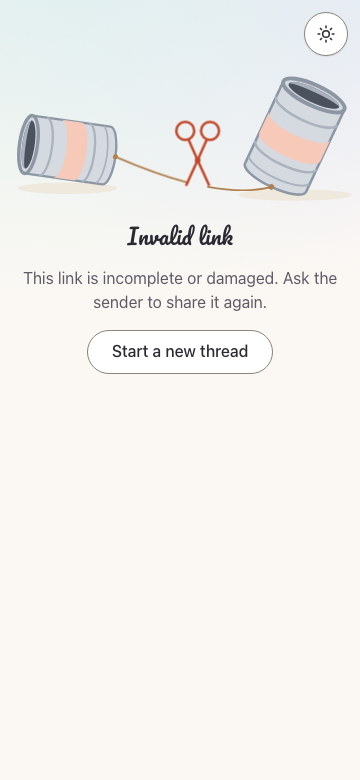 Invalid link
This link is incomplete or damaged. Ask the
sender to share it again.
Start a new thread